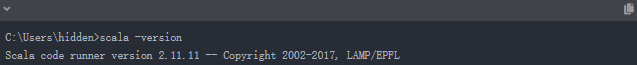 C:\Users\hidden>scala -version
Scala code runner version 2.11.11 -- Copyright 2002-2017, LAMP/EPFL